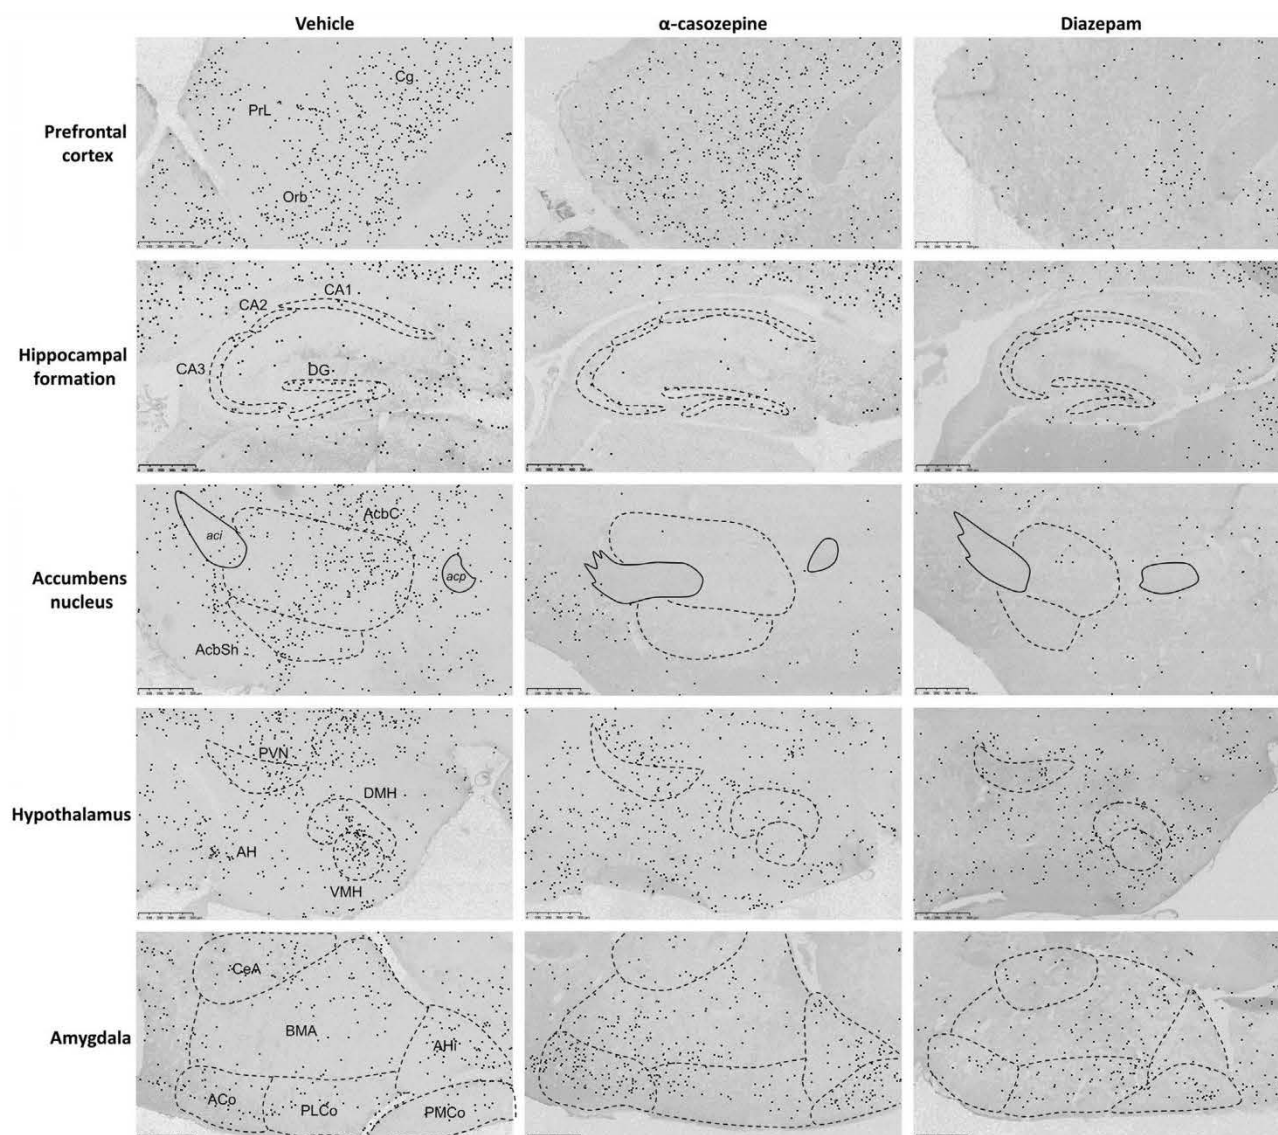 Vehicle α-casozepine Diazepam
Prefrontal
cortex
Cg
PrL
Orb
Hippocampal
formation
CA1
CA2
CA3
DG
Accumbens
nucleus
AcbC
aci
acp
AcbSh
Hypothalamus
PVN
DMH
AH
VMH
Amygdala
CeA
BMA
AHi
ACo
PLCo
PMCo